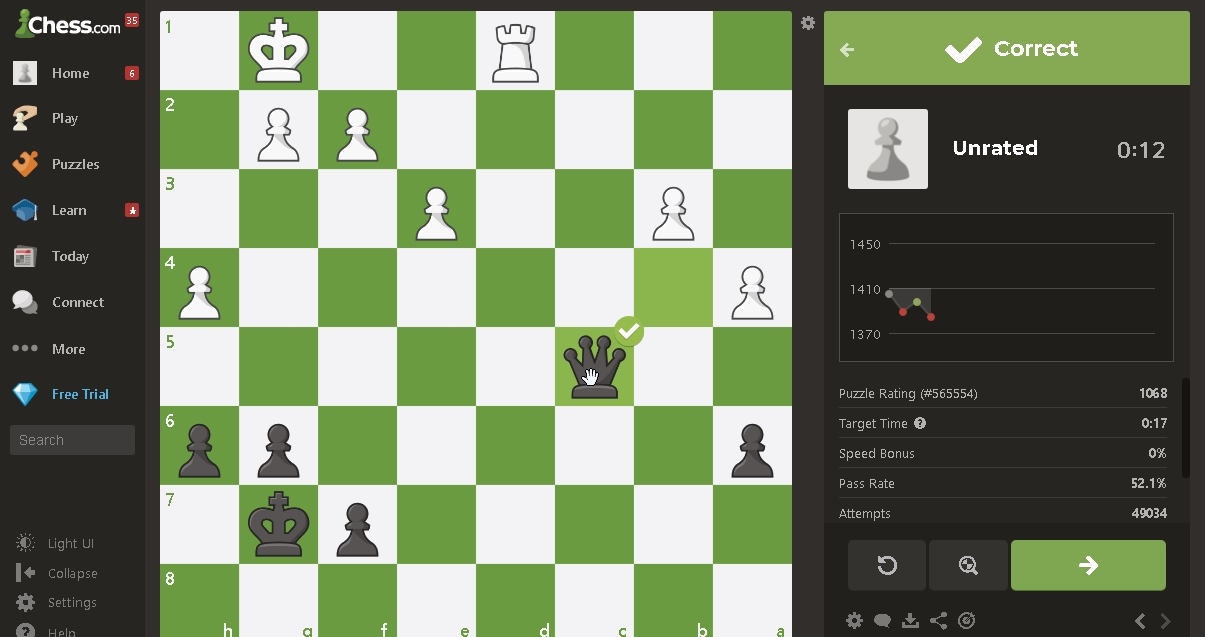 Chess.com 35
Home 6
Play
Puzzles
Learn
Today
Connect
More
Free Trial
Search
Light UI
Collapse
Settings
Help
1
2
3
4
5
6
7
8
h g f e d c b a
Correct
Unrated 0:12
1450
1410
1370
Puzzle Rating (#565554) 1068
Target Time ? 0:17
Speed Bonus 0%
Pass Rate 52.1%
Attempts 49034